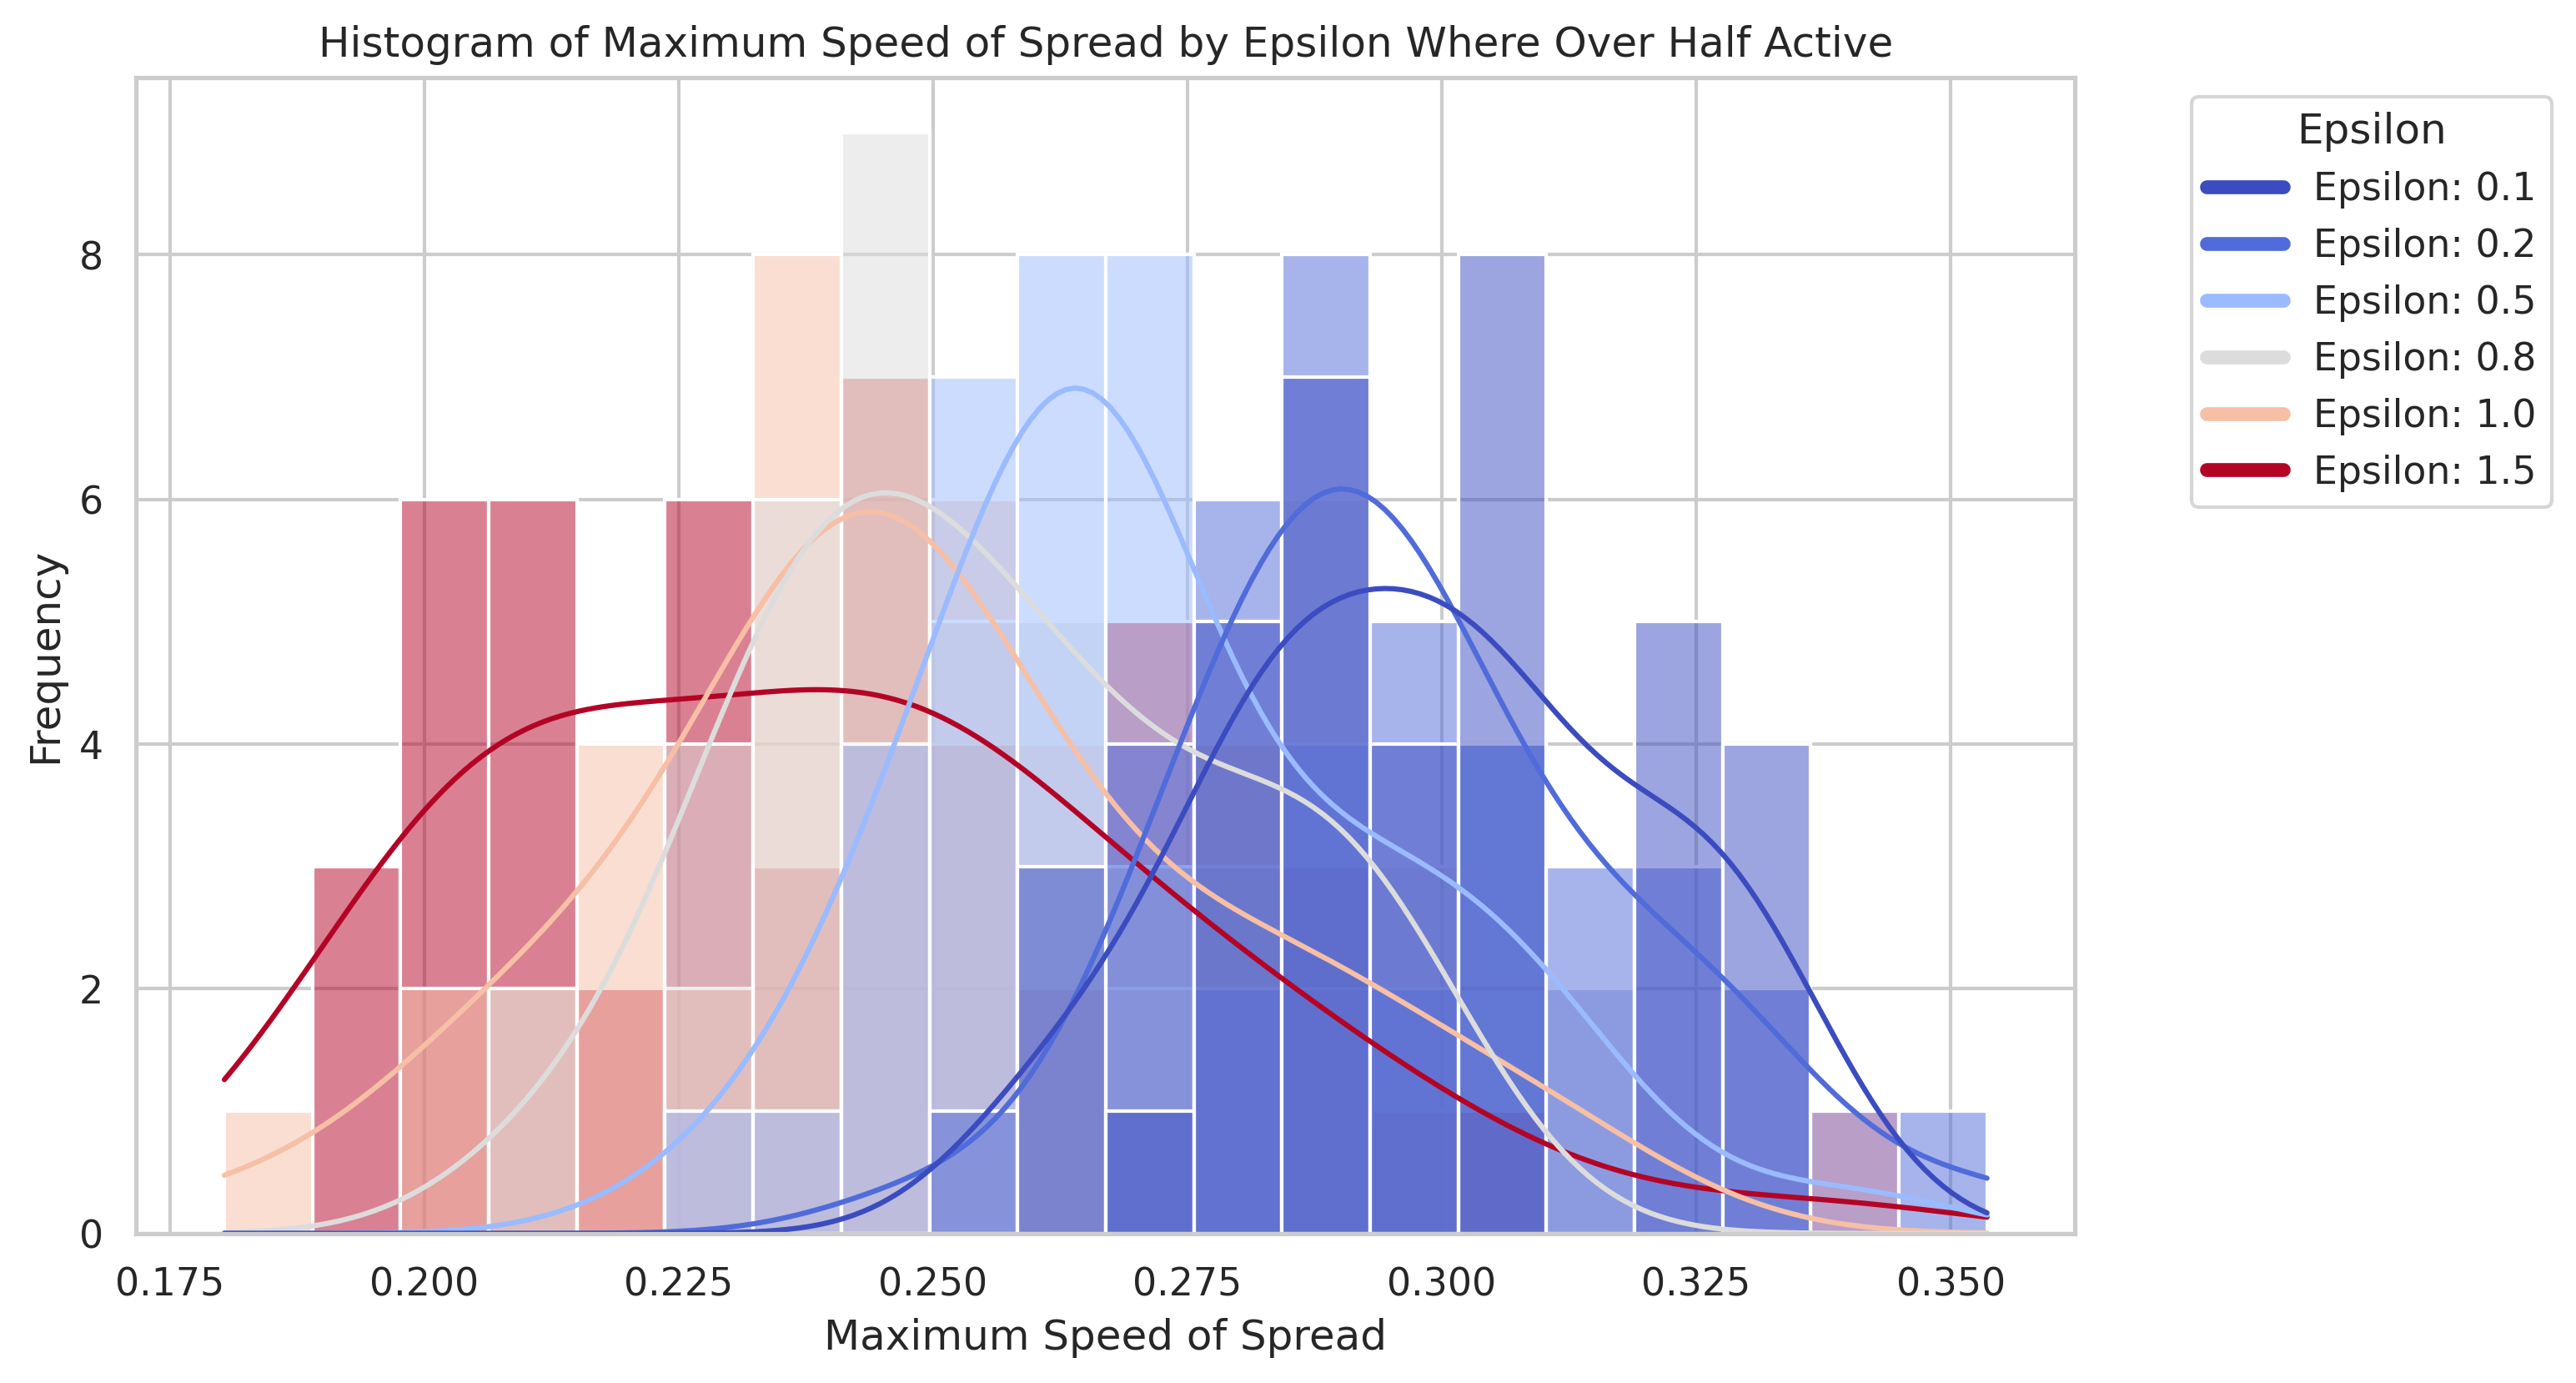 Histogram of Maximum Speed of Spread by Epsilon Where Over Half Active
Epsilon
Epsilon: 0.1
Epsilon: 0.2
Epsilon: 0.5
Epsilon: 0.8
Epsilon: 1.0
Epsilon: 1.5
Frequency
8
6
4
2
0
0.175 0.200 0.225 0.250 0.275 0.300 0.325 0.350
Maximum Speed of Spread